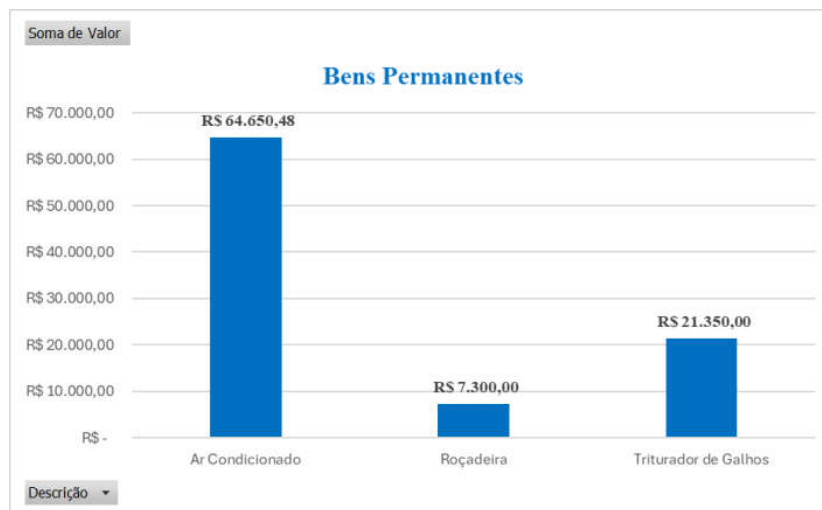 Soma de Valor
Bens Permanentes
R$ 70.000,00
R$ 64.650,48
R$ 60.000,00
R$ 50.000,00
R$ 40.000,00
R$ 30.000,00
R$ 21.350,00
R$ 20.000,00
R$ 7.300,00
R$ 10.000,00
R$ -
Ar Condicionado Roçadeira Triturador de Galhos
Descrição